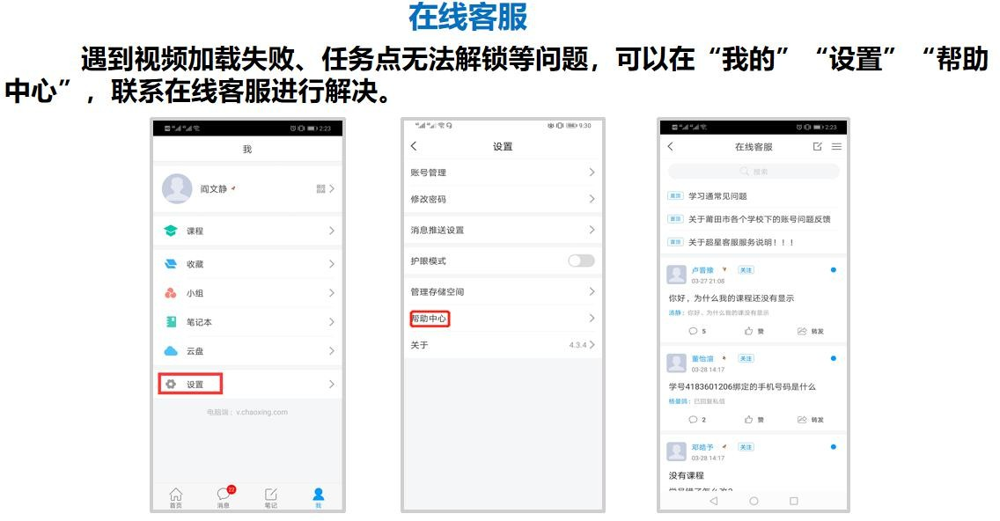 在线客服
遇到视频加载失败、任务点无法解锁等问题，可以在“我的”“设置”“帮助
中心”，联系在线客服进行解决。
2:23
我
阎文静
课程
收藏
小组
笔记本
云盘
设置
电脑端：v.chaoxing.com
22
首页
消息
笔记
我
9:30
设置
账号管理
修改密码
消息推送设置
护眼模式
管理存储空间
帮助中心
关于
4.3.4
2:23
在线客服
搜索
置顶 学习通常见问题
置顶 关于莆田市各个学校下的账号问题反馈
置顶 关于超星客服服务说明！！！
卢晋豫 关注
03-27 21:08
你好，为什么我的课程还没有显示
汤静：你好，为什么我的课没有显示
5 赞 转发
董怡渲 关注
03-28 14:17
学号4183601206绑定的手机号码是什么
杨曼鸽：已回复私信
2 赞 转发
邓皓予 关注
03-28 14:17
没有课程
学号错了怎么改?